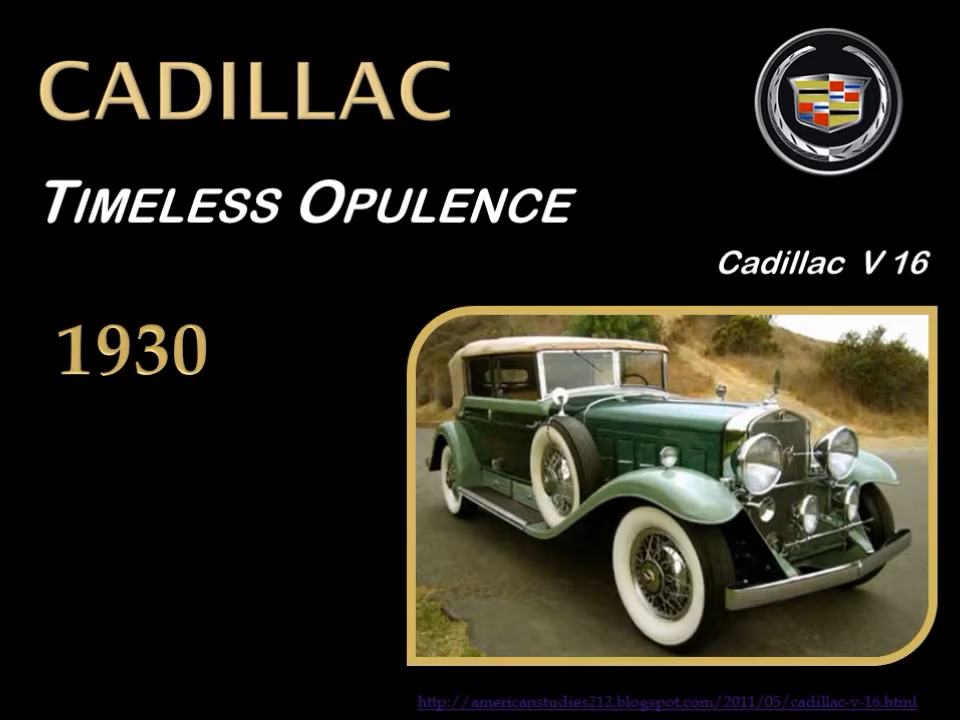 CADILLAC
TIMELESS OPULENCE
Cadillac V 16
1930
http://americanstudies212.blogspot.com/2011/05/cadillac-v-16.html